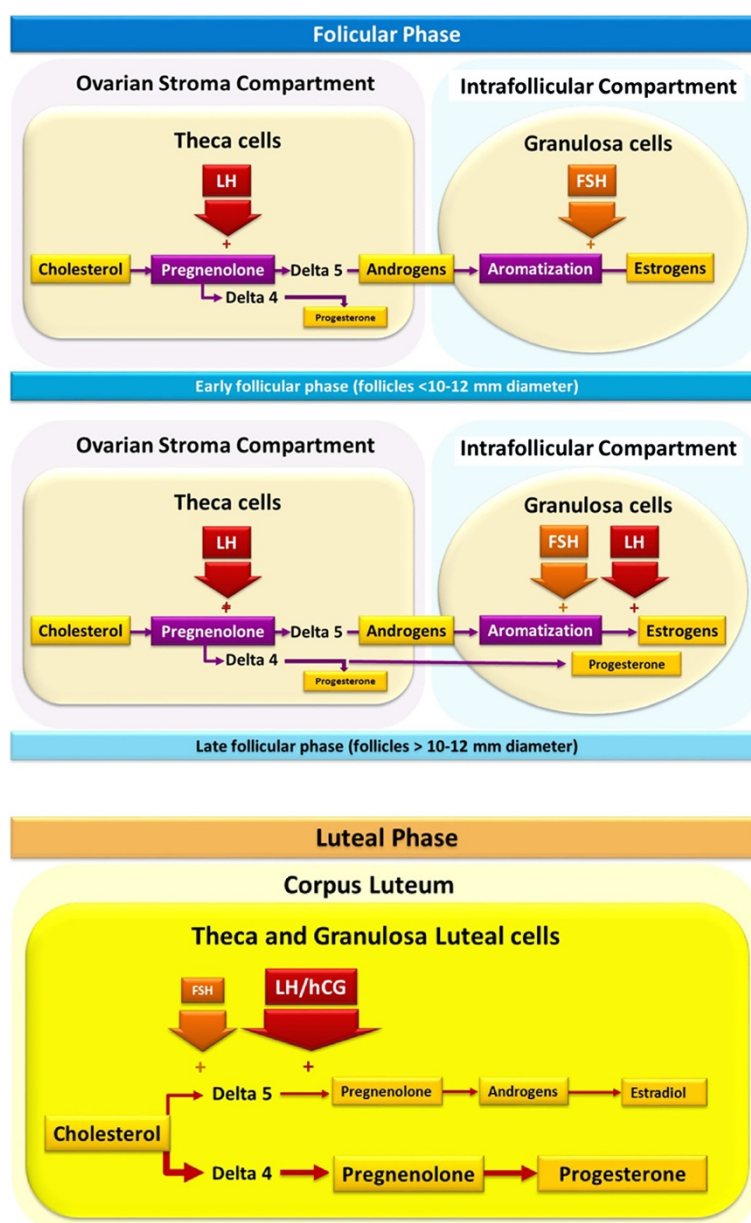 Folicular Phase
Ovarian Stroma Compartment
Intrafollicular Compartment
Theca cells
Granulosa cells
LH
FSH
+
+
Cholesterol
Pregnenolone
Delta 5
Androgens
Aromatization
Estrogens
Delta 4
Progesterone
Early follicular phase (follicles <10-12 mm diameter)
Ovarian Stroma Compartment
Intrafollicular Compartment
Theca cells
Granulosa cells
LH
FSH
LH
+
+
+
Cholesterol
Pregnenolone
Delta 5
Androgens
Aromatization
Estrogens
Delta 4
Progesterone
Progesterone
Late follicular phase (follicles > 10-12 mm diameter)
Luteal Phase
Corpus Luteum
Theca and Granulosa Luteal cells
FSH
LH/hCG
+
+
Delta 5
Pregnenolone
Androgens
Estradiol
Cholesterol
Delta 4
Pregnenolone
Progesterone